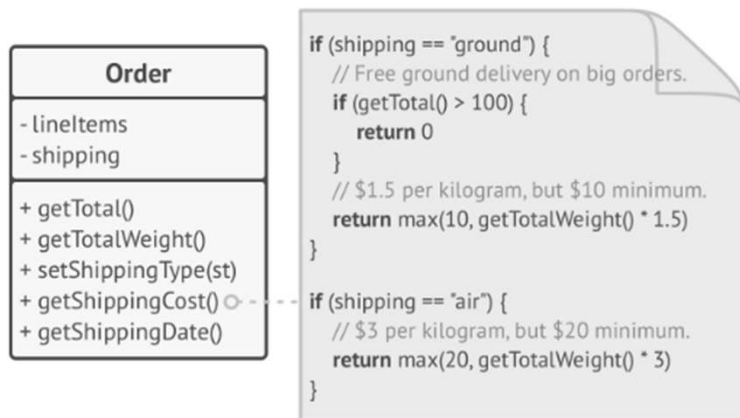 Order
- lineItems
- shipping
+ getTotal()
+ getTotalWeight()
+ setShippingType(st)
+ getShippingCost()
+ getShippingDate()
if (shipping == "ground") {
// Free ground delivery on big orders.
if (getTotal() > 100) {
return 0
}
// $1.5 per kilogram, but $10 minimum.
return max(10, getTotalWeight() * 1.5)
}
if (shipping == "air") {
// $3 per kilogram, but $20 minimum.
return max(20, getTotalWeight() * 3)
}